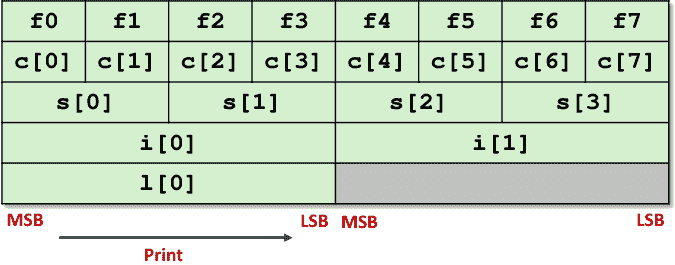 f0 f1 f2 f3 f4 f5 f6 f7
c[0] c[1] c[2] c[3] c[4] c[5] c[6] c[7]
s[0] s[1] s[2] s[3]
i[0] i[1]
l[0]
MSB LSB MSB LSB
Print